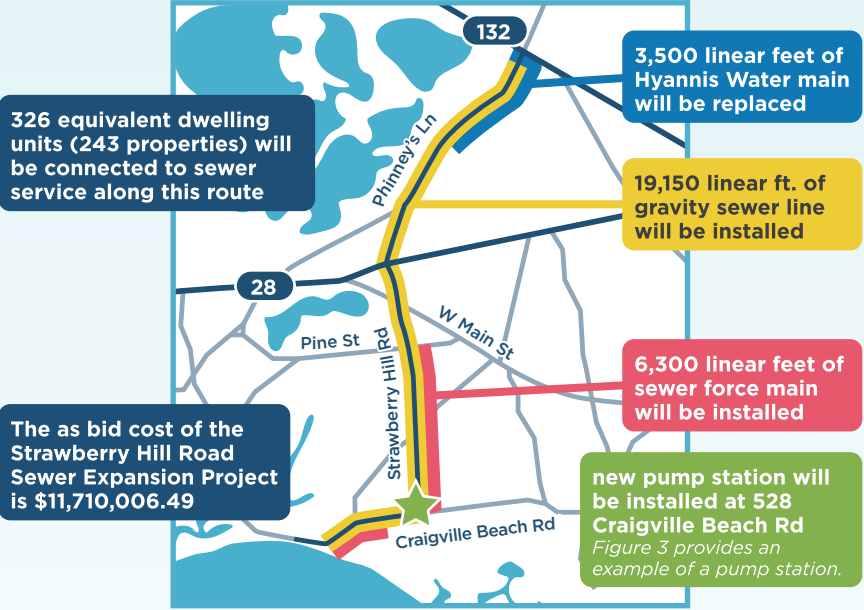 132
3,500 linear feet of
Hyannis Water main
will be replaced
326 equivalent dwelling
units (243 properties) will
be connected to sewer
service along this route
Phinney's Ln
19,150 linear ft. of
gravity sewer line
will be installed
28
Pine St
W Main St
Strawberry Hill Rd
6,300 linear feet of
sewer force main
will be installed
The as bid cost of the
Strawberry Hill Road
Sewer Expansion Project
is $11,710,006.49
new pump station will
be installed at 528
Craigville Beach Rd
Figure 3 provides an
example of a pump station.
Craigville Beach Rd